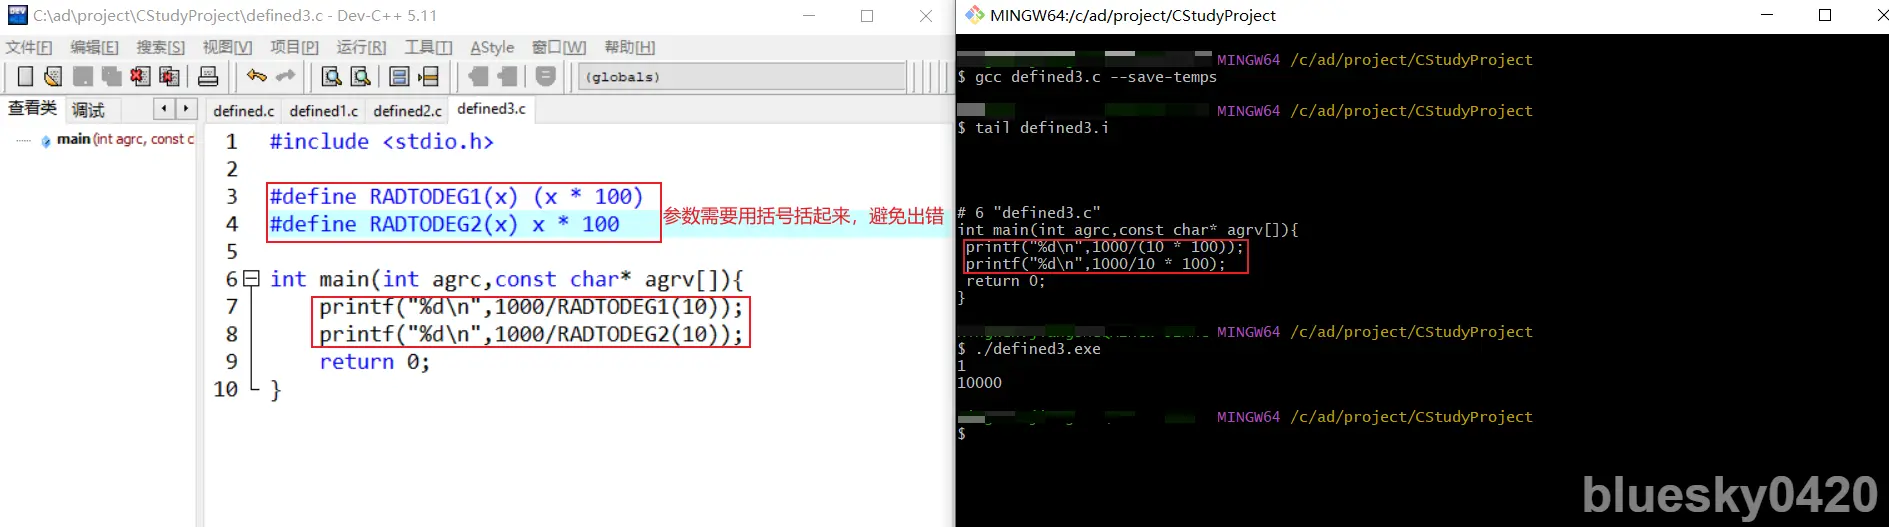 C:\ad\project\CStudyProject\defined3.c - Dev-C++ 5.11
文件[F] 编辑[E] 搜索[S] 视图[V] 项目[P] 运行[R] 工具[T] AStyle 窗口[W] 帮助[H]
(globals)
查看类 调试
main (int agrc, const c
defined.c defined1.c defined2.c defined3.c
1 #include <stdio.h>
2
3 #define RADTODEG1(x) (x * 100)
4 #define RADTODEG2(x) x * 100
参数需要用括号括起来，避免出错
5
6 int main(int agrc,const char* agrv[]){
7 printf("%d\n",1000/RADTODEG1(10));
8 printf("%d\n",1000/RADTODEG2(10));
9 return 0;
10 }
MINGW64:/c/ad/project/CStudyProject
MINGW64 /c/ad/project/CStudyProject
$ gcc defined3.c --save-temps
MINGW64 /c/ad/project/CStudyProject
$ tail defined3.i
# 6 "defined3.c"
int main(int agrc,const char* agrv[]){
printf("%d\n",1000/(10 * 100));
printf("%d\n",1000/10 * 100);
return 0;
}
MINGW64 /c/ad/project/CStudyProject
$ ./defined3.exe
1
10000
MINGW64 /c/ad/project/CStudyProject
$
bluesky0420